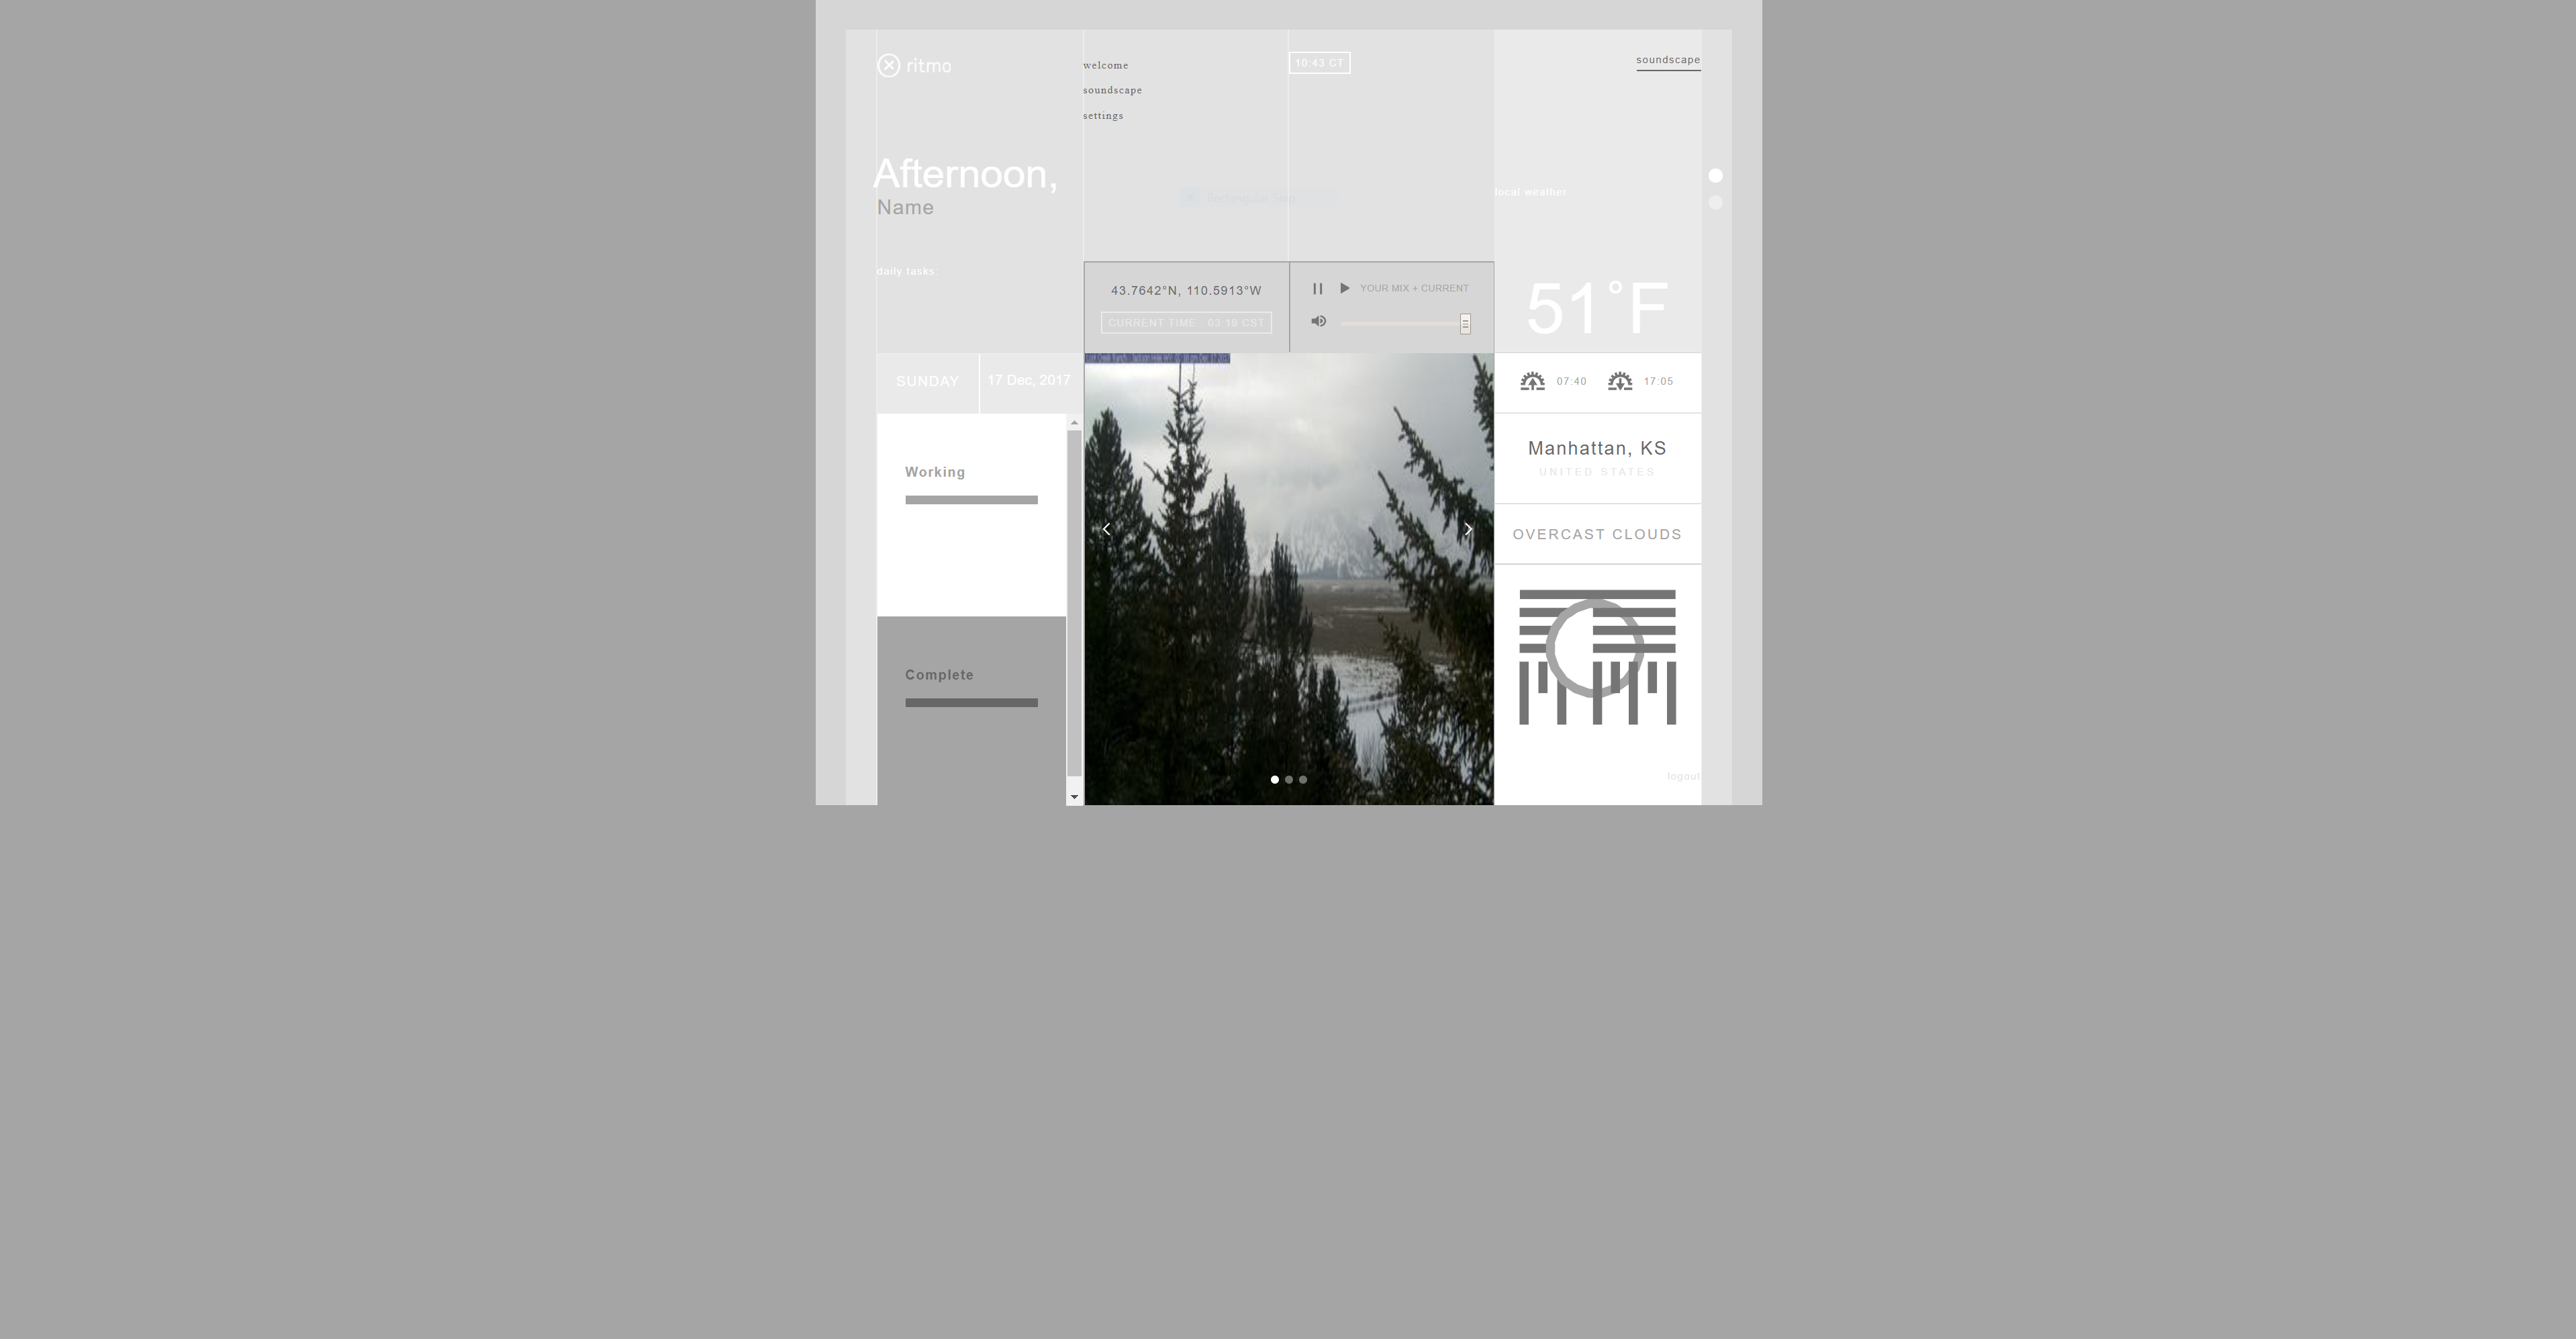 ritmo
welcome
soundscape
settings
10:43 CT
soundscape
Afternoon,
Name
local weather
daily tasks:
43.7642°N, 110.5913°W
CURRENT TIME : 03:19 CST
YOUR MIX + CURRENT
51°F
SUNDAY
17 Dec, 2017
07:40
17:05
Working
Manhattan, KS
UNITED STATES
OVERCAST CLOUDS
Complete
logout